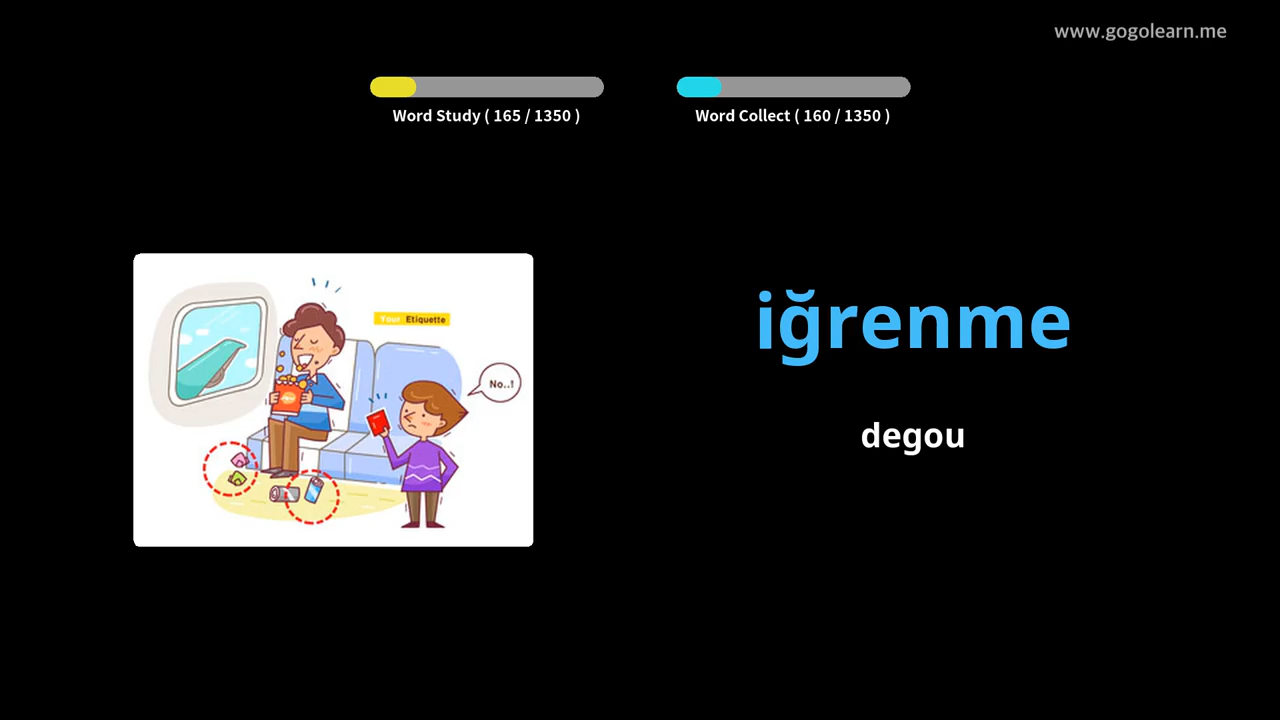 www.gogolearn.me
Word Study ( 165 / 1350 )
Word Collect ( 160 / 1350 )
Your Etiquette
No..!
iğrenme
degou